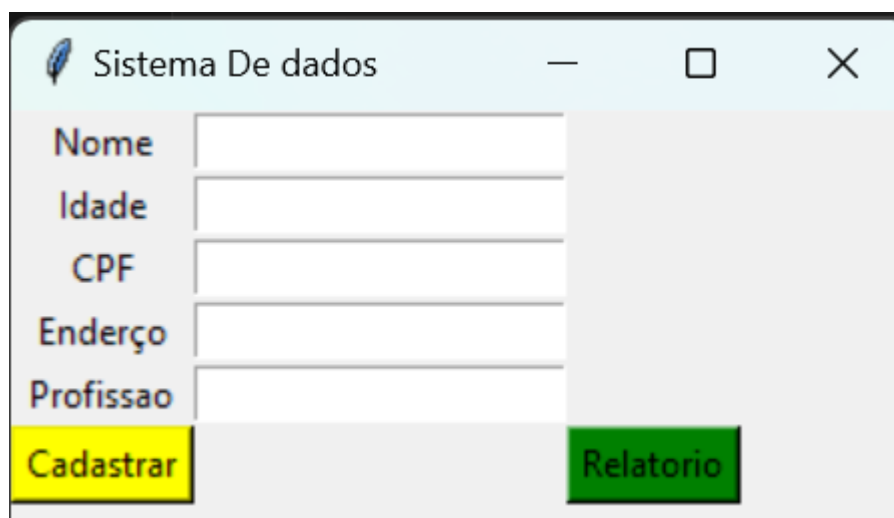 Sistema De dados
Nome
Idade
CPF
Enderço
Profissao
Cadastrar Relatorio